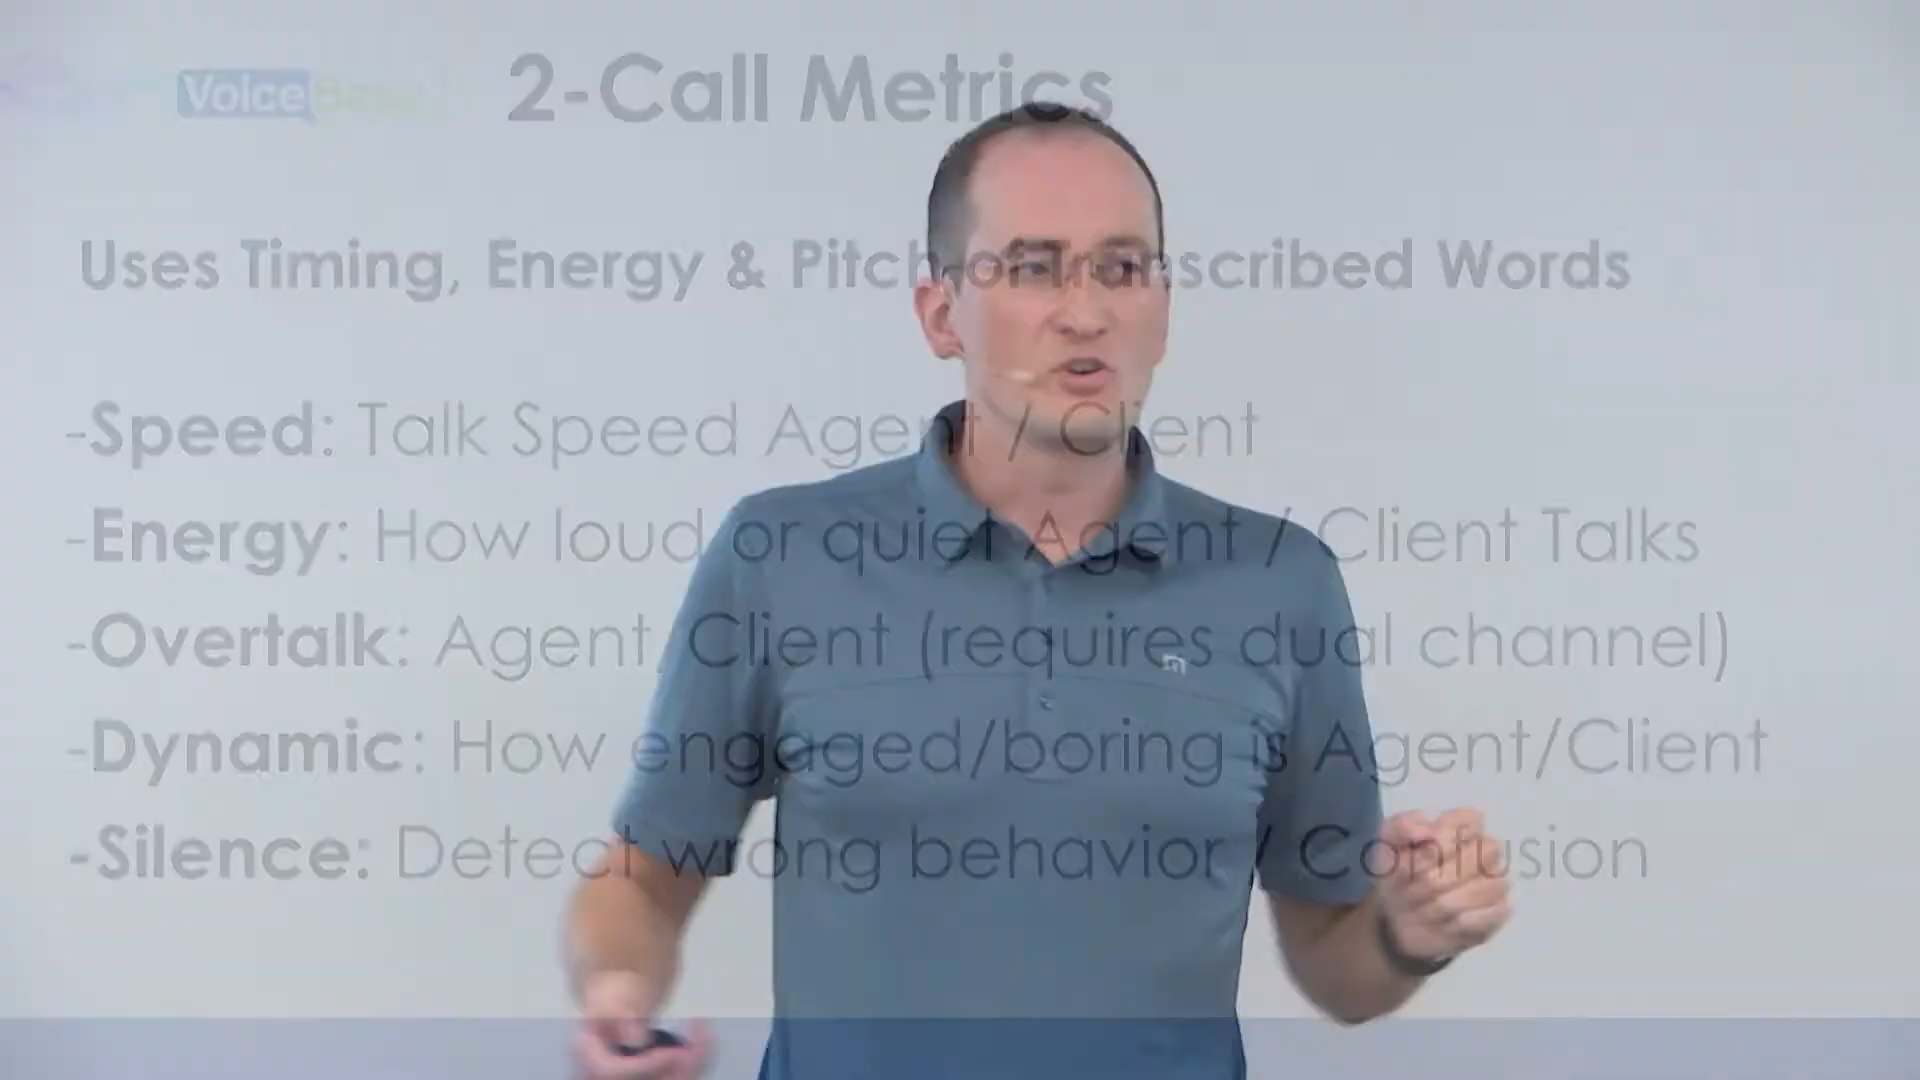 VoiceBase
2-Call Metrics
Uses Timing, Energy & Pitch of Transcribed Words
-Speed: Talk Speed Agent / Client
-Energy: How loud or quiet Agent / Client Talks
-Overtalk: Agent Client (requires dual channel)
-Dynamic: How engaged/boring is Agent/Client
-Silence: Detect wrong behavior / Confusion